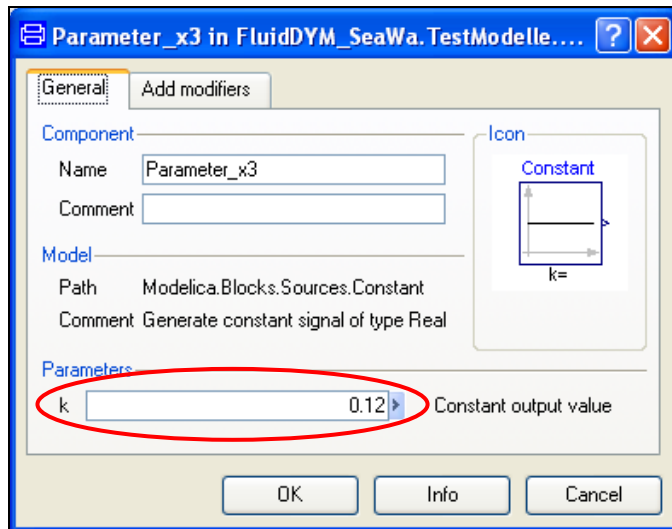 Parameter_x3 in FluidDYM_SeaWa.TestModelle....
General Add modifiers
Component
Name Parameter_x3
Comment
Icon
Constant
k=
Model
Path Modelica.Blocks.Sources.Constant
Comment Generate constant signal of type Real
Parameters
k 0.12 Constant output value
OK Info Cancel